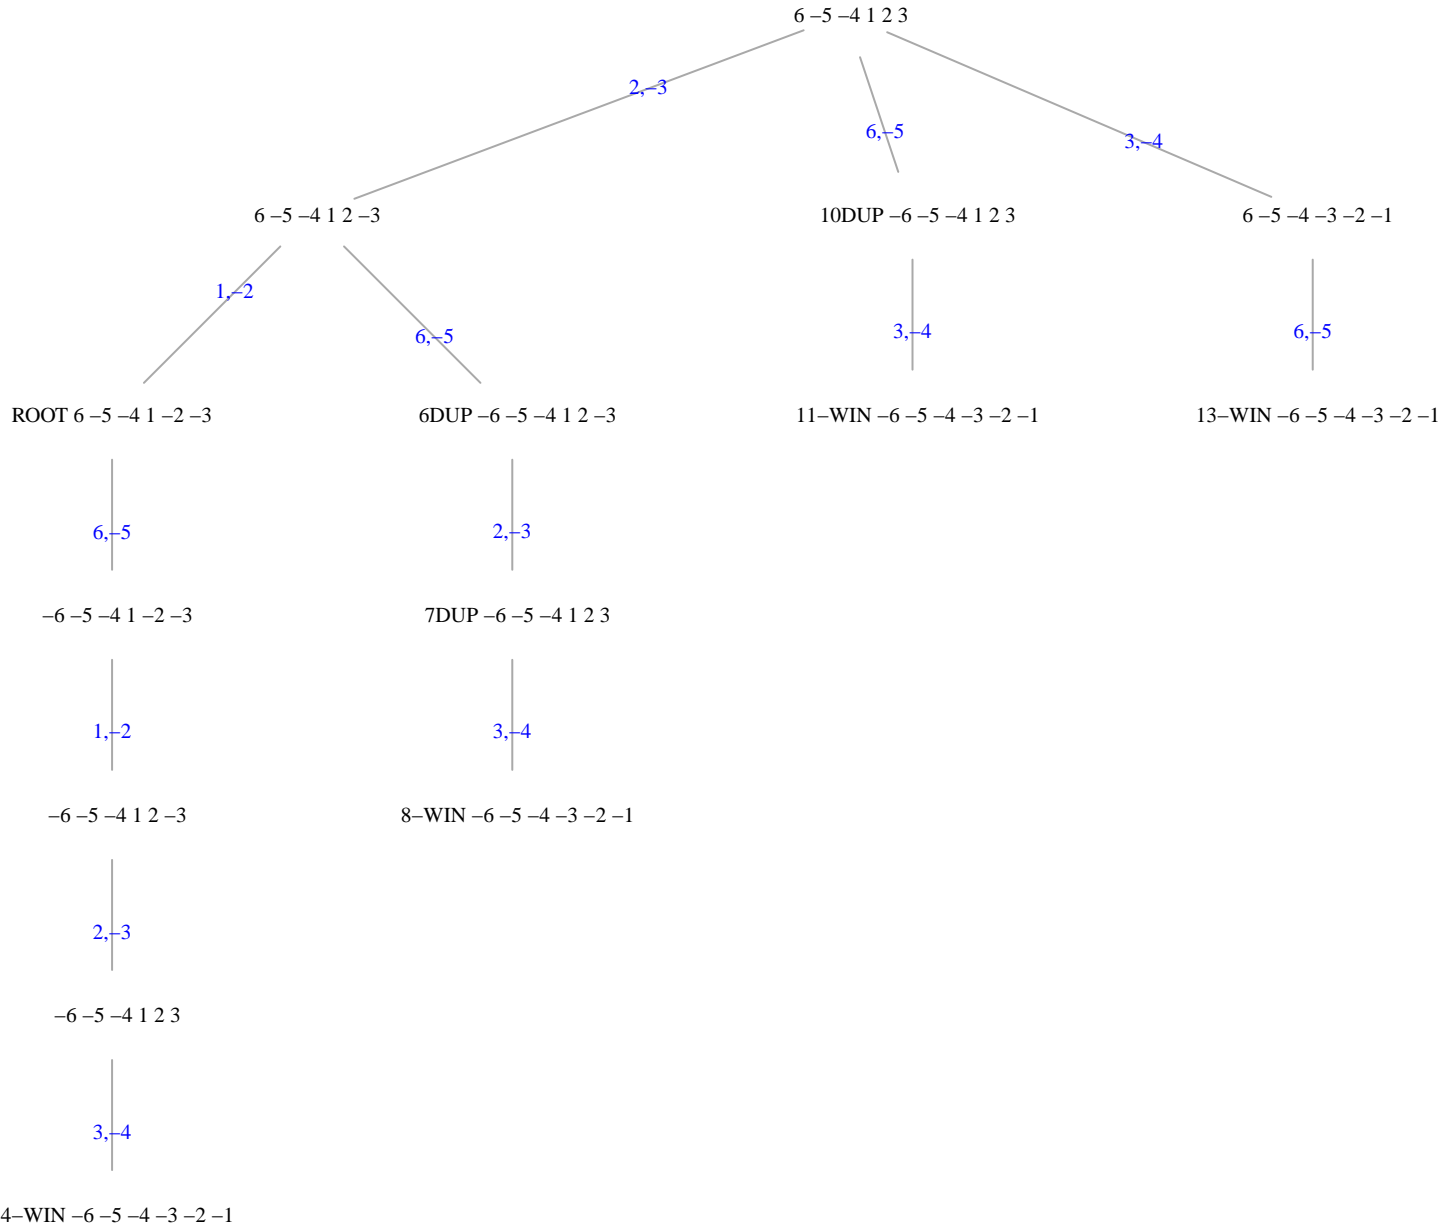 6 –5 –4 1 2 3
2,–3
6,–5
3,–4
6 –5 –4 1 2 –3
10DUP –6 –5 –4 1 2 3
6 –5 –4 –3 –2 –1
1,–2
6,–5
3,–4
6,–5
ROOT 6 –5 –4 1 –2 –3
6DUP –6 –5 –4 1 2 –3
11–WIN –6 –5 –4 –3 –2 –1
13–WIN –6 –5 –4 –3 –2 –1
6,–5
2,–3
–6 –5 –4 1 –2 –3
7DUP –6 –5 –4 1 2 3
1,–2
3,–4
–6 –5 –4 1 2 –3
8–WIN –6 –5 –4 –3 –2 –1
2,–3
–6 –5 –4 1 2 3
3,–4
4–WIN –6 –5 –4 –3 –2 –1